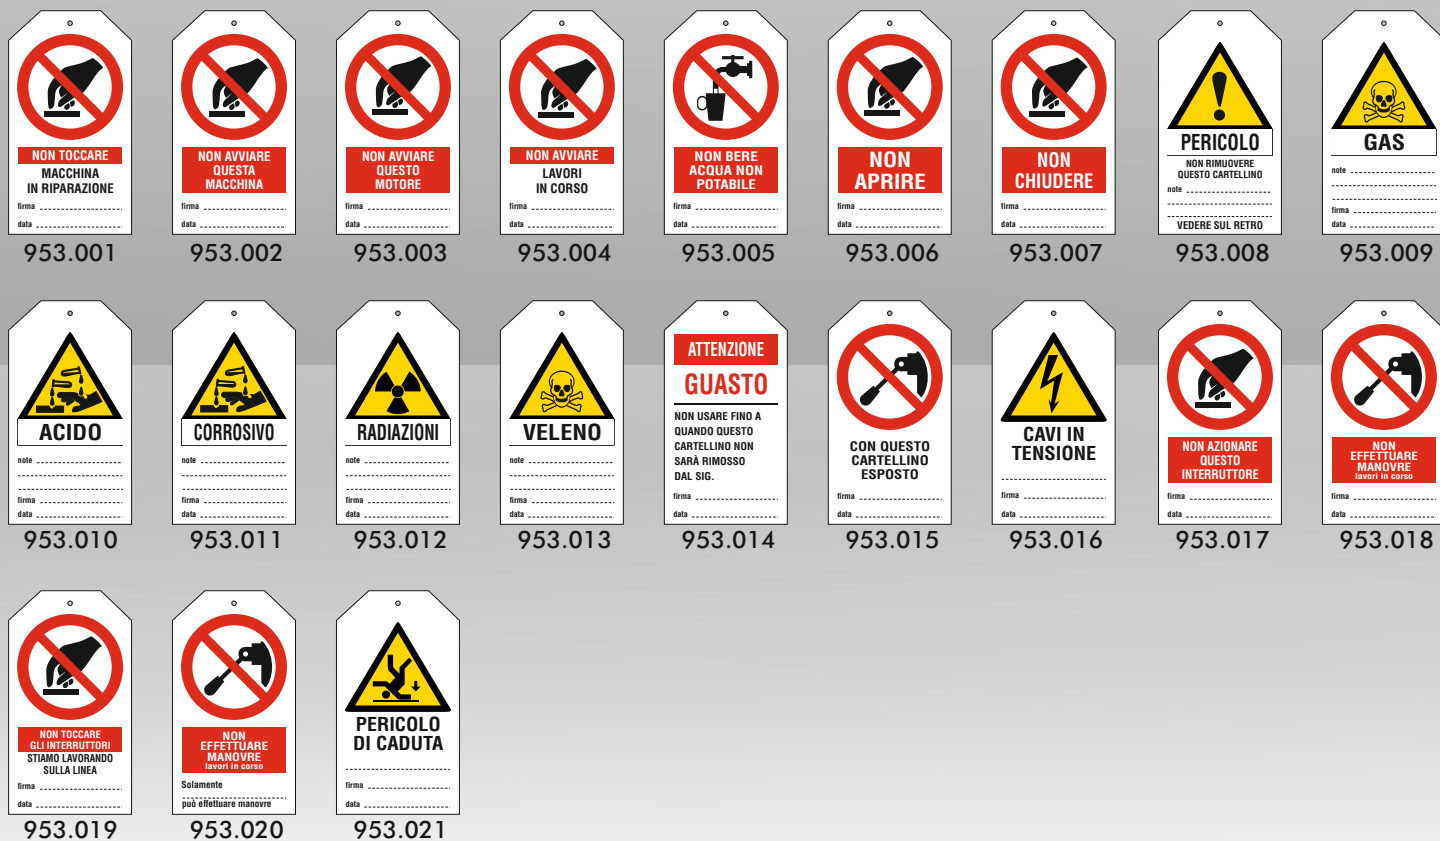 NON TOCCARE
MACCHINA
IN RIPARAZIONE
firma
data
953.001
NON AVVIARE
QUESTA
MACCHINA
firma
data
953.002
NON AVVIARE
QUESTO
MOTORE
firma
data
953.003
NON AVVIARE
LAVORI
IN CORSO
firma
data
953.004
NON BERE
ACQUA NON
POTABILE
firma
data
953.005
NON
APRIRE
firma
data
953.006
NON
CHIUDERE
firma
data
953.007
PERICOLO
NON RIMUOVERE
QUESTO CARTELLINO
note
VEDERE SUL RETRO
953.008
GAS
note
firma
data
953.009
ACIDO
note
firma
data
953.010
CORROSIVO
note
firma
data
953.011
RADIAZIONI
note
firma
data
953.012
VELENO
note
firma
data
953.013
ATTENZIONE
GUASTO
NON USARE FINO A
QUANDO QUESTO
CARTELLINO NON
SARÀ RIMOSSO
DAL SIG.
firma
data
953.014
CON QUESTO
CARTELLINO
ESPOSTO
firma
data
953.015
CAVI IN
TENSIONE
firma
data
953.016
NON AZIONARE
QUESTO
INTERRUTTORE
firma
data
953.017
NON
EFFETTUARE
MANOVRE
lavori in corso
firma
data
953.018
NON TOCCARE
GLI INTERRUTTORI
STIAMO LAVORANDO
SULLA LINEA
firma
data
953.019
NON
EFFETTUARE
MANOVRE
lavori in corso
Solamente
può effettuare manovre
953.020
PERICOLO
DI CADUTA
firma
data
953.021